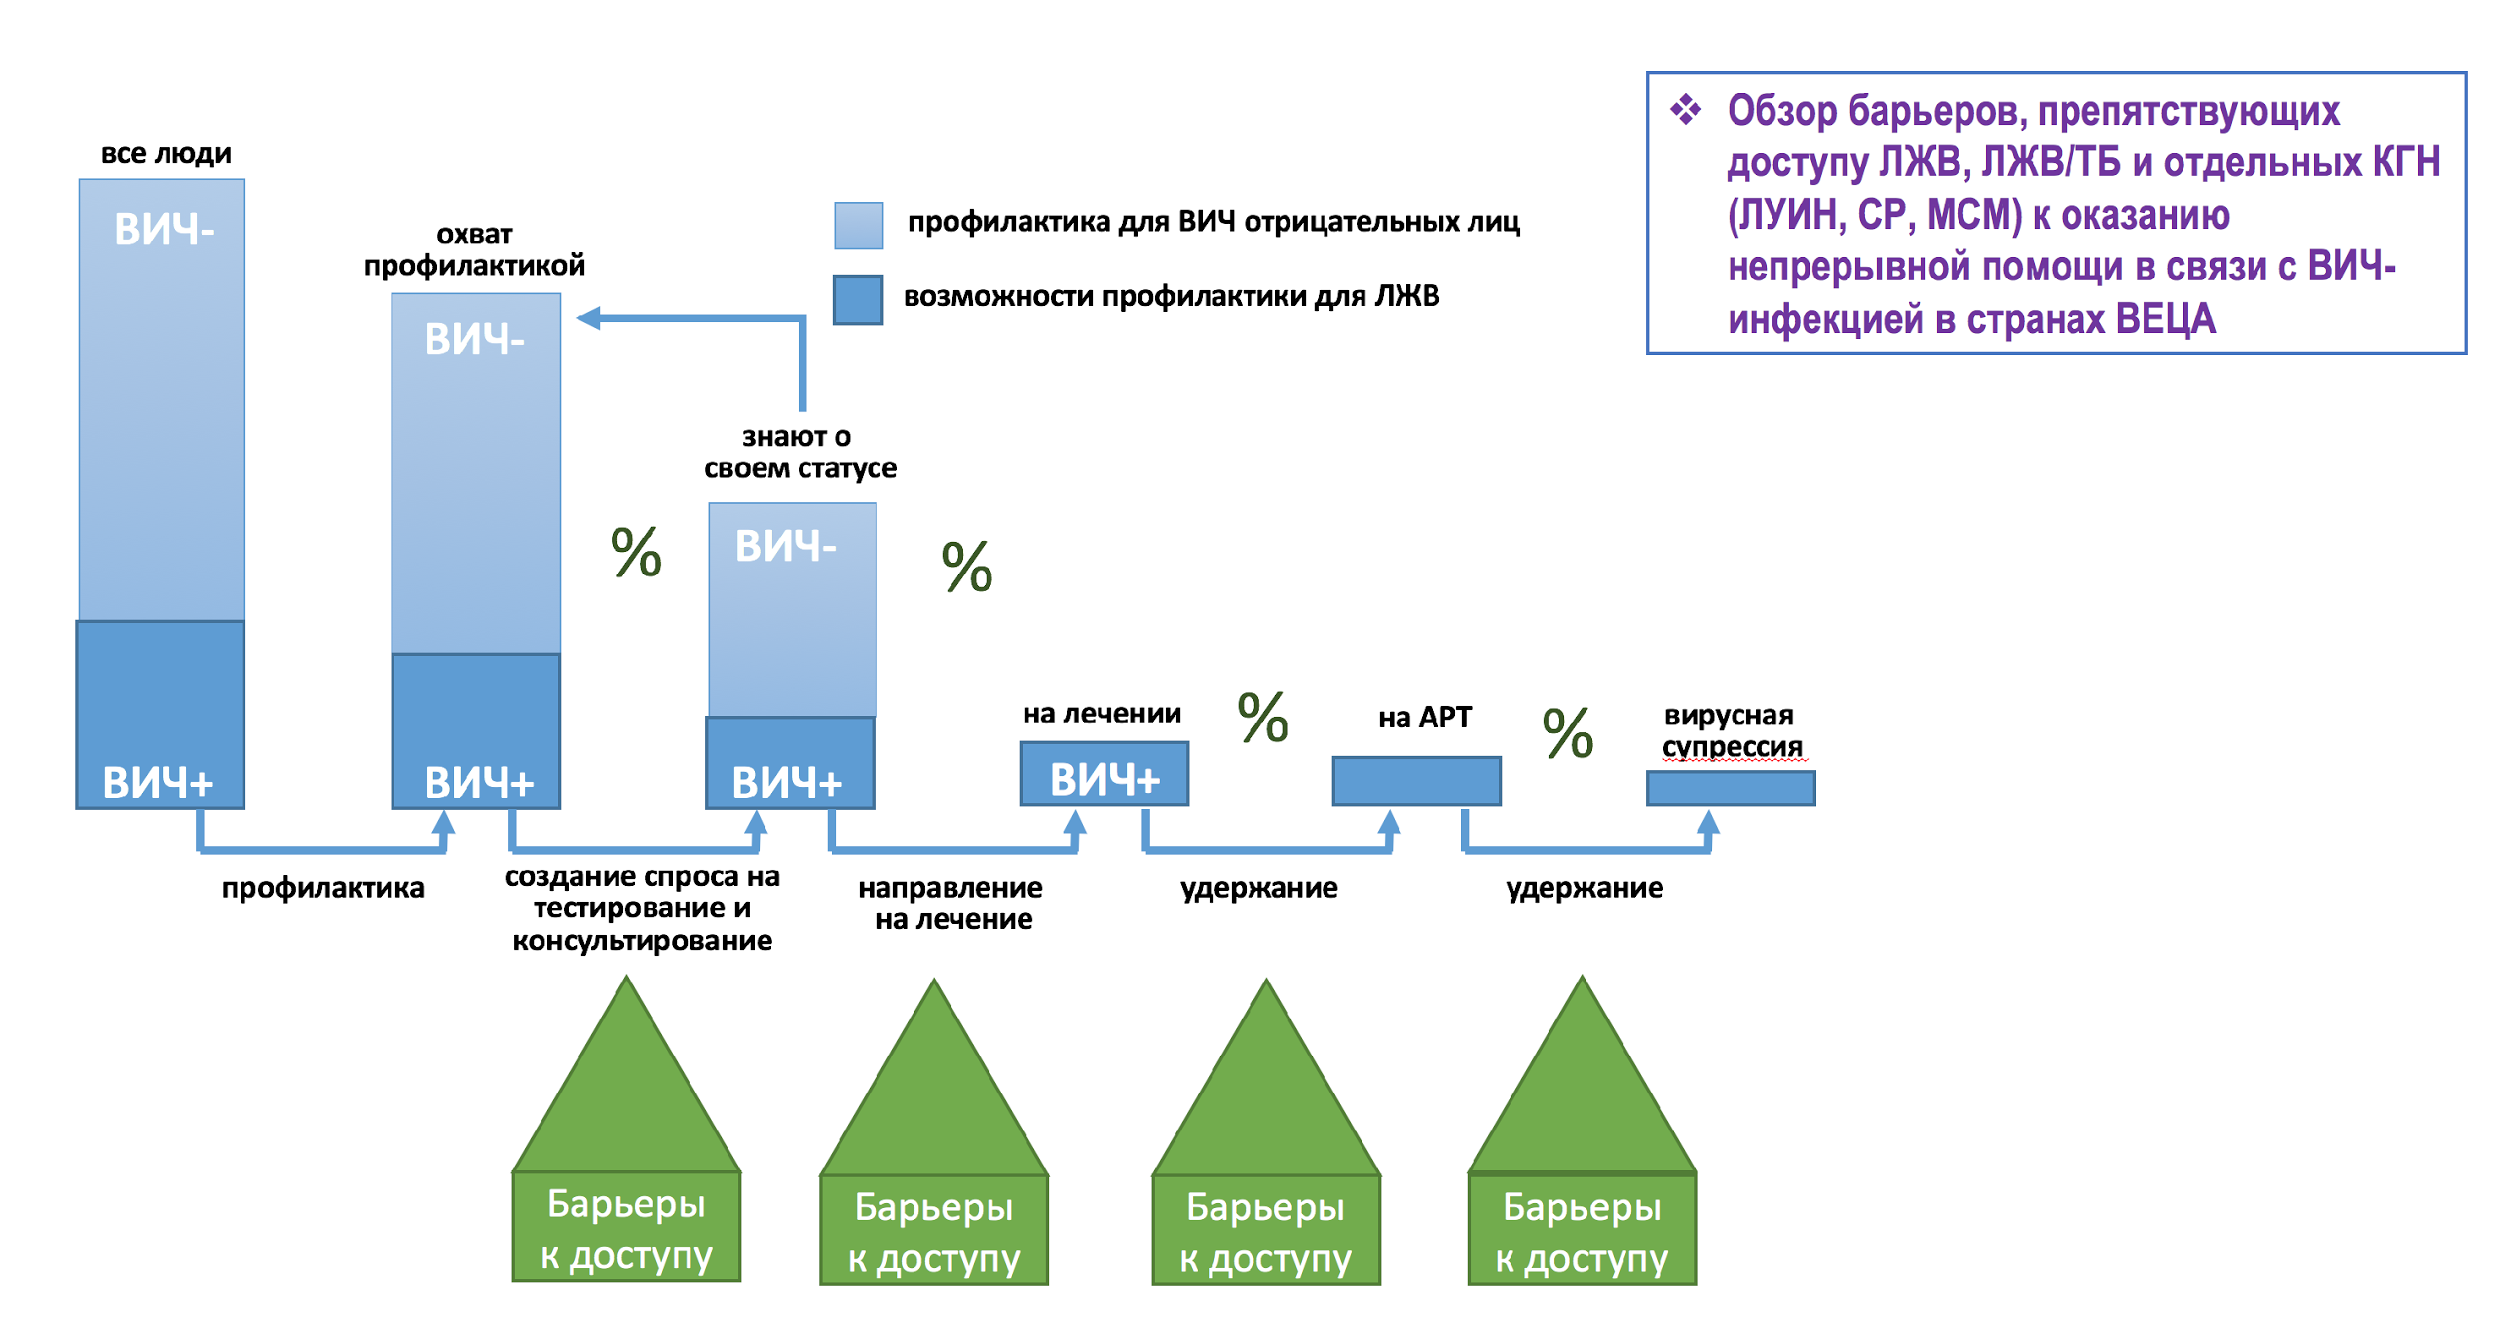 все люди
ВИЧ-
ВИЧ+
охват
профилактикой
ВИЧ-
ВИЧ+
профилактика для ВИЧ отрицательных лиц
возможности профилактики для ЛЖВ
❖ Обзор барьеров, препятствующих
доступу ЛЖВ, ЛЖВ/ТБ и отдельных КГН
(ЛУИН, СР, МСМ) к оказанию
непрерывной помощи в связи с ВИЧ-
инфекцией в странах ВЕЦА
знают о
своем статусе
ВИЧ-
ВИЧ+
%
%
на лечении
ВИЧ+
%
на АРТ
%
вирусная
супрессия
профилактика
создание спроса на
тестирование и
консультирование
направление
на лечение
удержание
удержание
Барьеры
к доступу
Барьеры
к доступу
Барьеры
к доступу
Барьеры
к доступу